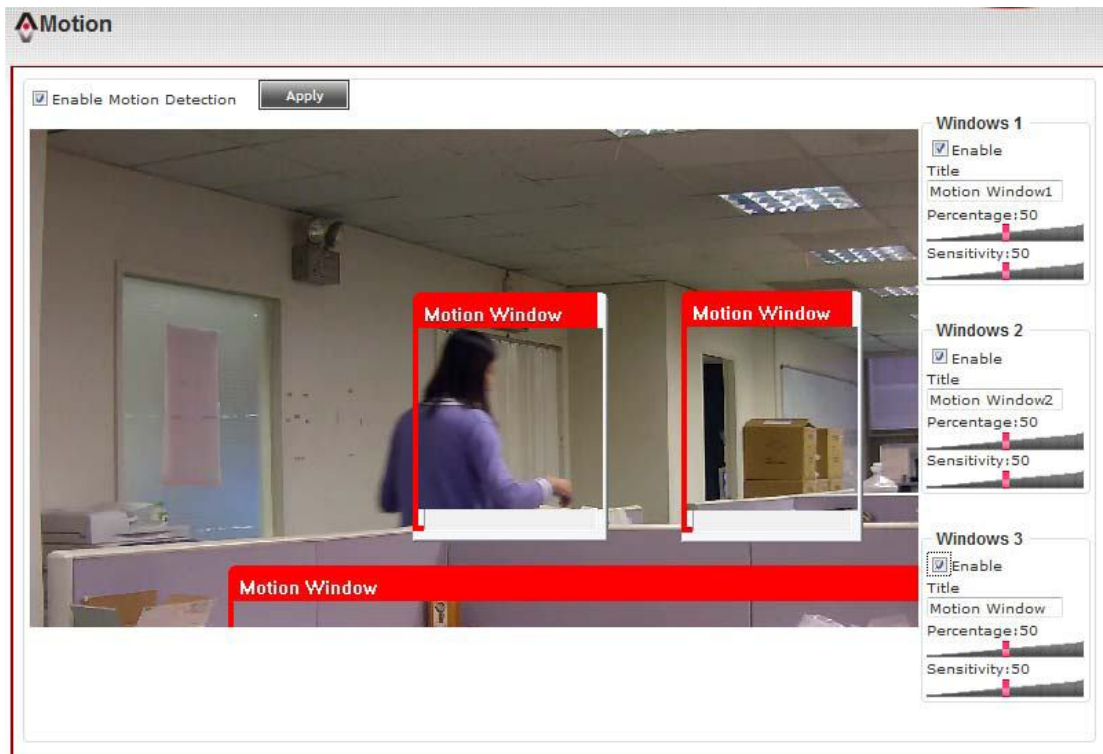 Motion
Enable Motion Detection
Apply
Motion Window
Motion Window
Motion Window
Windows 1
Enable
Title
Motion Window1
Percentage:50
Sensitivity:50
Windows 2
Enable
Title
Motion Window2
Percentage:50
Sensitivity:50
Windows 3
Enable
Title
Motion Window
Percentage:50
Sensitivity:50